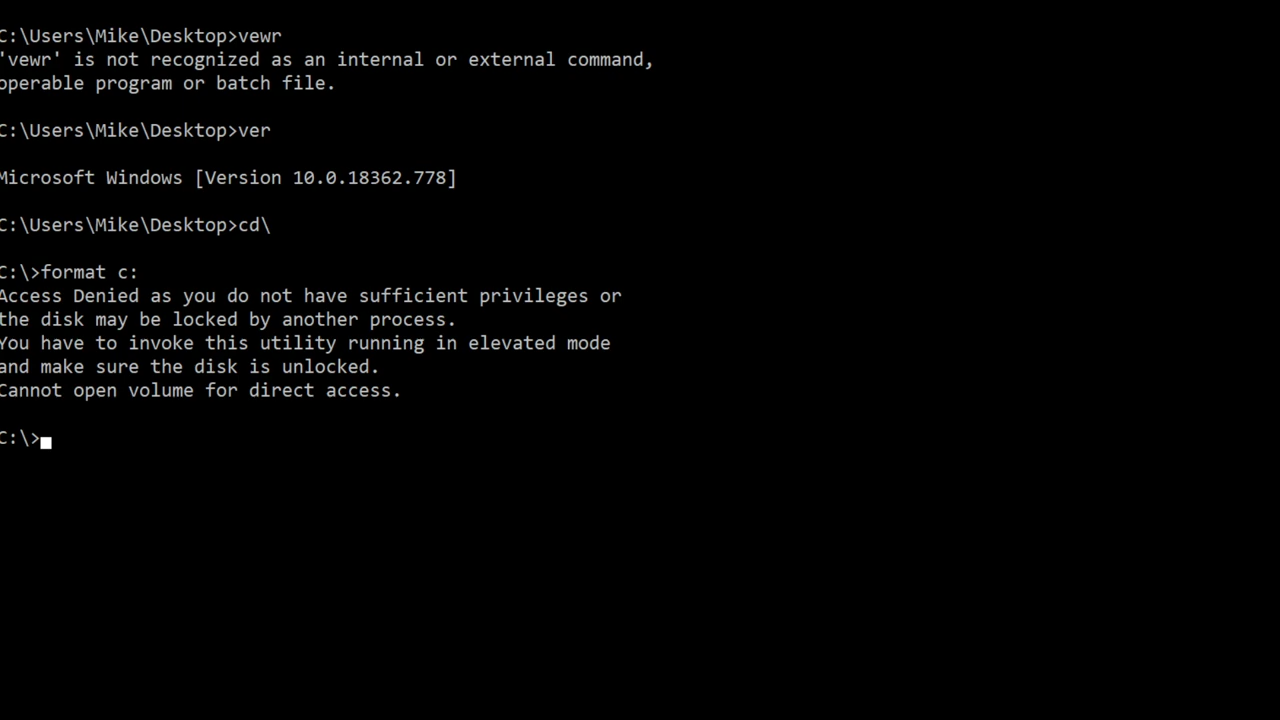 C:\Users\Mike\Desktop>vewr
'vewr' is not recognized as an internal or external command,
operable program or batch file.
C:\Users\Mike\Desktop>ver
Microsoft Windows [Version 10.0.18362.778]
C:\Users\Mike\Desktop>cd\
C:\>format c:
Access Denied as you do not have sufficient privileges or
the disk may be locked by another process.
You have to invoke this utility running in elevated mode
and make sure the disk is unlocked.
Cannot open volume for direct access.
C:\>